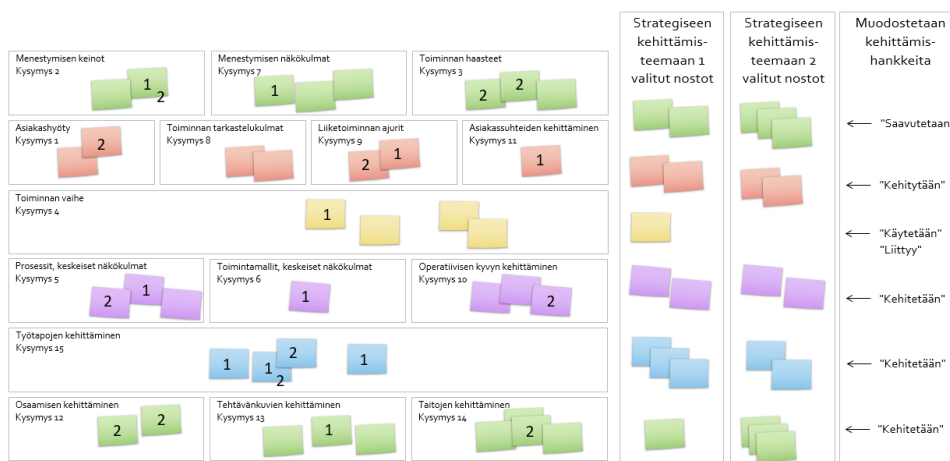 Strategiseen
kehittämis-
teemaan 1
valitut nostot
Strategiseen
kehittämis-
teemaan 2
valitut nostot
Muodostetaan
kehittämis-
hankkeita
Menestymisen keinot
Kysymys 2
1
2
Menestymisen näkökulmat
Kysymys 7
1
Toiminnan haasteet
Kysymys 3
2
2
"Saavutetaan"
Asiakashyöty
Kysymys 1
2
Toiminnan tarkastelukulmat
Kysymys 8
Liiketoiminnan ajurit
Kysymys 9
2
1
Asiakassuhteiden kehittäminen
Kysymys 11
1
"Kehitytään"
Toiminnan vaihe
Kysymys 4
1
"Käytetään"
"Liittyy"
Prosessit, keskeiset näkökulmat
Kysymys 5
2
1
Toimintamallit, keskeiset näkökulmat
Kysymys 6
1
Operatiivisen kyvyn kehittäminen
Kysymys 10
2
"Kehitetään"
Työtapojen kehittäminen
Kysymys 15
1
1
2
2
1
"Kehitetään"
Osaamisen kehittäminen
Kysymys 12
2
2
Tehtävänkuvien kehittäminen
Kysymys 13
1
Taitojen kehittäminen
Kysymys 14
2
"Kehitetään"